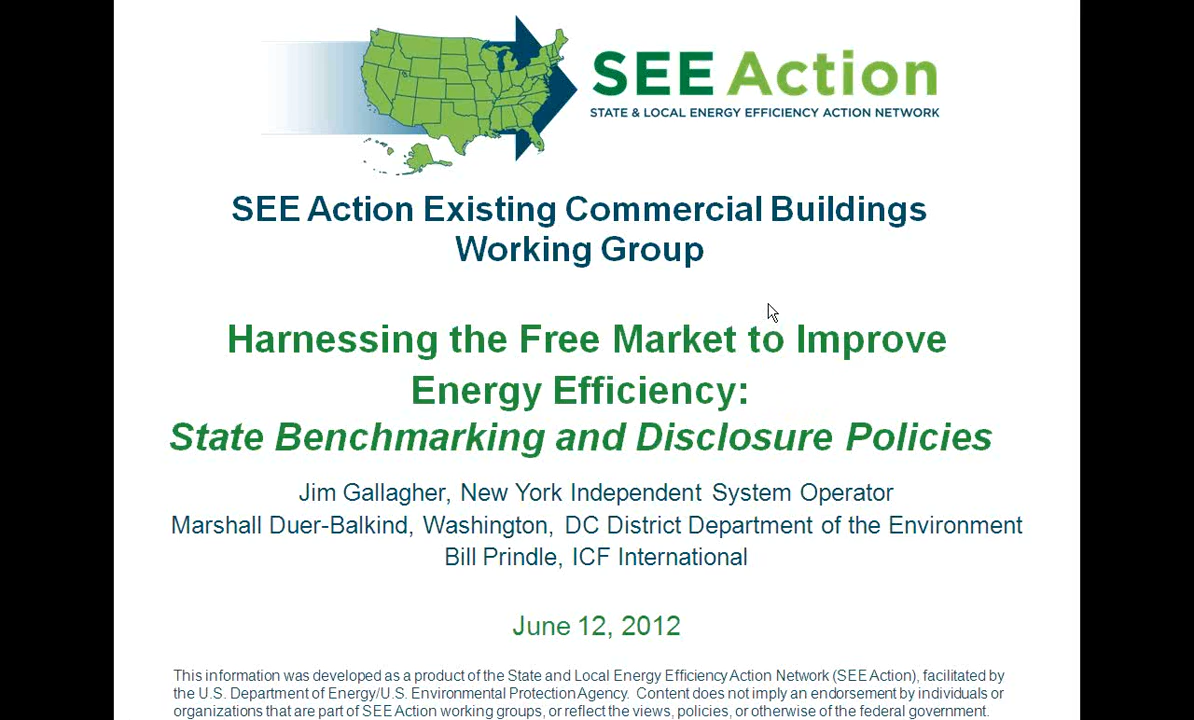 SEE Action
STATE & LOCAL ENERGY EFFICIENCY ACTION NETWORK
SEE Action Existing Commercial Buildings
Working Group
Harnessing the Free Market to Improve
Energy Efficiency:
State Benchmarking and Disclosure Policies
Jim Gallagher, New York Independent System Operator
Marshall Duer-Balkind, Washington, DC District Department of the Environment
Bill Prindle, ICF International
June 12, 2012
This information was developed as a product of the State and Local Energy Efficiency Action Network (SEE Action), facilitated by
the U.S. Department of Energy/U.S. Environmental Protection Agency. Content does not imply an endorsement by individuals or
organizations that are part of SEE Action working groups, or reflect the views, policies, or otherwise of the federal government.